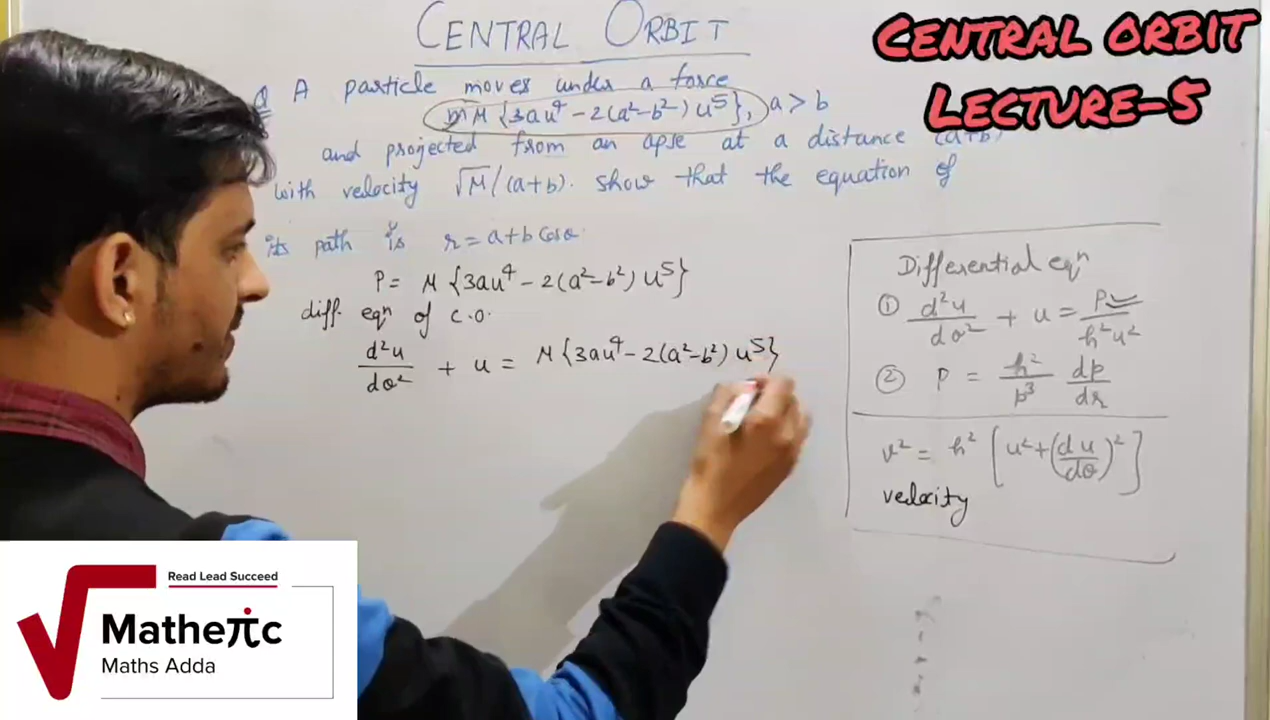 CENTRAL ORBIT
CENTRAL ORBIT
LECTURE-5
Q A particle moves under a force
mM {3au⁴ - 2(a²-b²) u⁵}, a > b
and projected from an apse at a distance (a+b)
with velocity √M/(a+b). show that the equation of
its path is r = a+b cosθ.
P = M {3au⁴ - 2(a²-b²) u⁵}
diff. eqⁿ of C.O.
d²u/dθ² + u = M {3au⁴ - 2(a²-b²) u⁵}
Differential eqⁿ
① d²u/dθ² + u = P/h²u²
② P = h²/p³ dp/dr
v² = h² [u² + (du/dθ)²]
velocity
Read Lead Succeed
Matheπc
Maths Adda